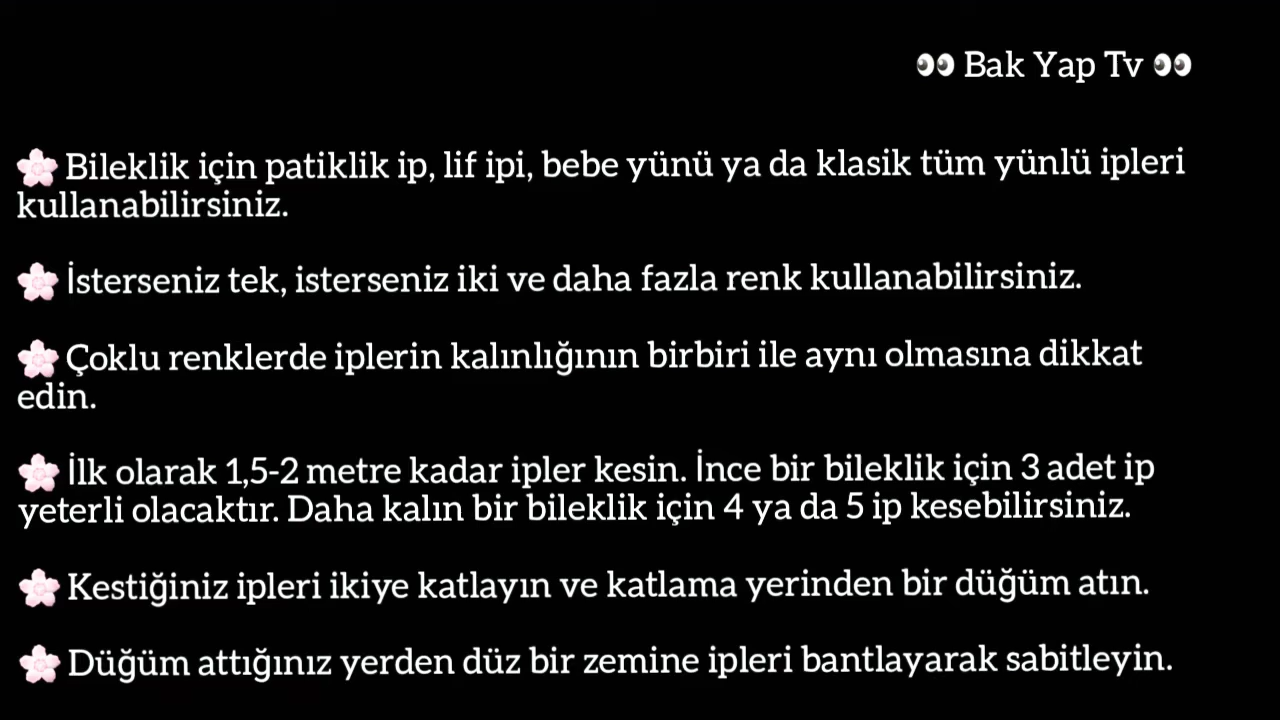 👀 Bak Yap Tv 👀
🌸 Bileklik için patiklik ip, lif ipi, bebe yünü ya da klasik tüm yünlü ipleri
kullanabilirsiniz.
🌸 İsterseniz tek, isterseniz iki ve daha fazla renk kullanabilirsiniz.
🌸 Çoklu renklerde iplerin kalınlığının birbiri ile aynı olmasına dikkat
edin.
🌸 İlk olarak 1,5-2 metre kadar ipler kesin. İnce bir bileklik için 3 adet ip
yeterli olacaktır. Daha kalın bir bileklik için 4 ya da 5 ip kesebilirsiniz.
🌸 Kestiğiniz ipleri ikiye katlayın ve katlama yerinden bir düğüm atın.
🌸 Düğüm attığınız yerden düz bir zemine ipleri bantlayarak sabitleyin.